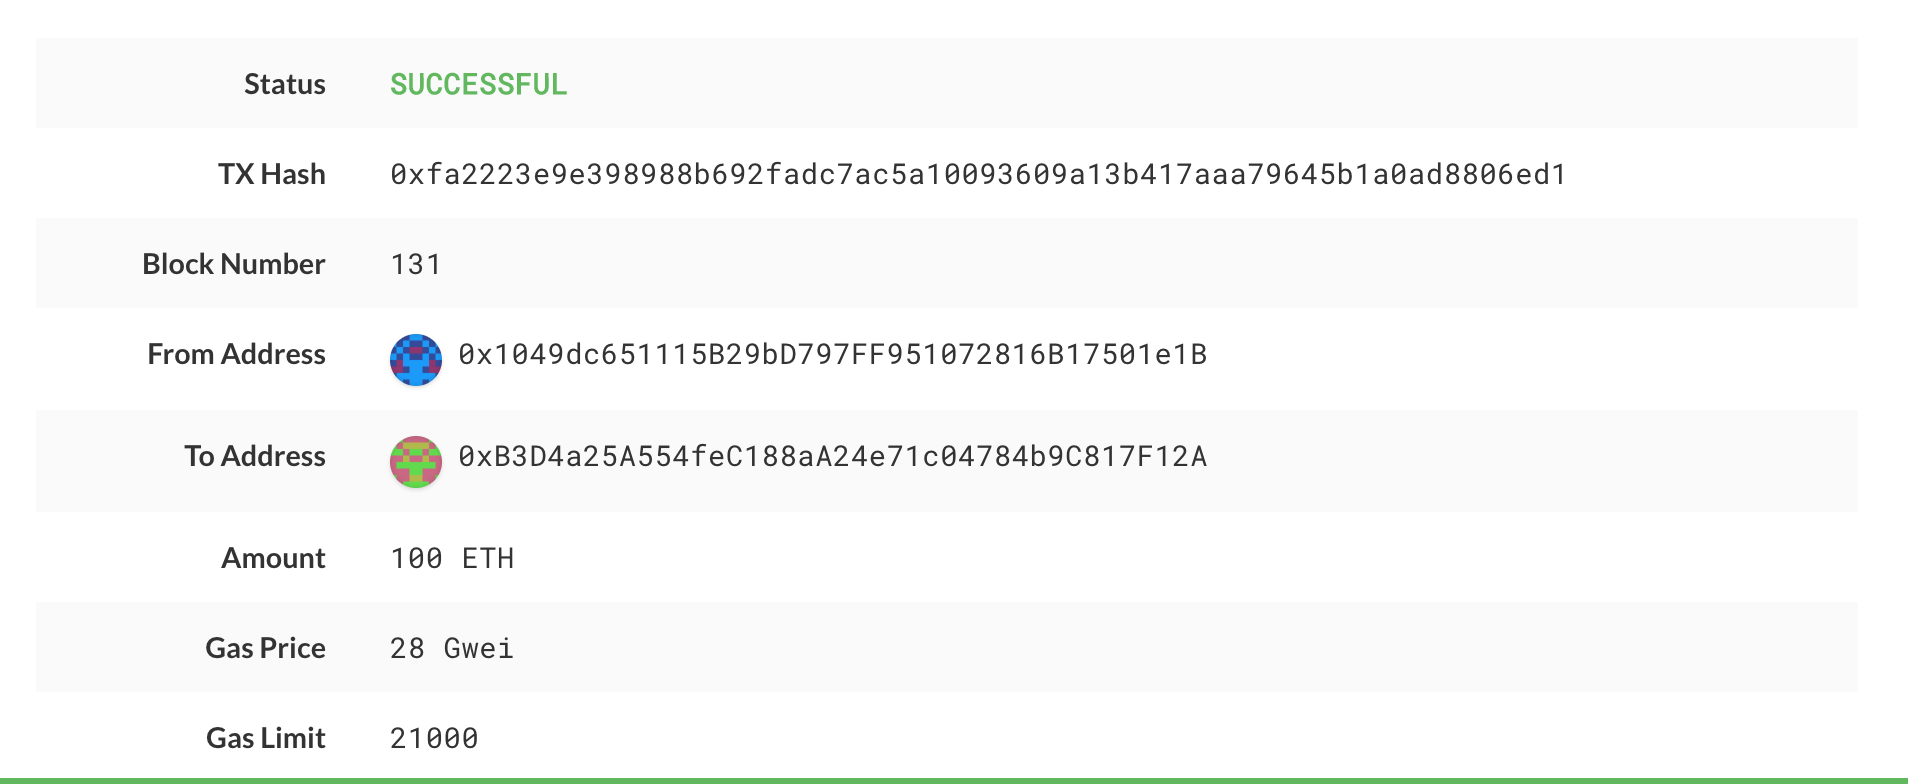 Status SUCCESSFUL
TX Hash 0xfa2223e9e398988b692fadc7ac5a10093609a13b417aaa79645b1a0ad8806ed1
Block Number 131
From Address 0x1049dc651115B29bD797FF951072816B17501e1B
To Address 0xB3D4a25A554feC188aA24e71c04784b9C817F12A
Amount 100 ETH
Gas Price 28 Gwei
Gas Limit 21000